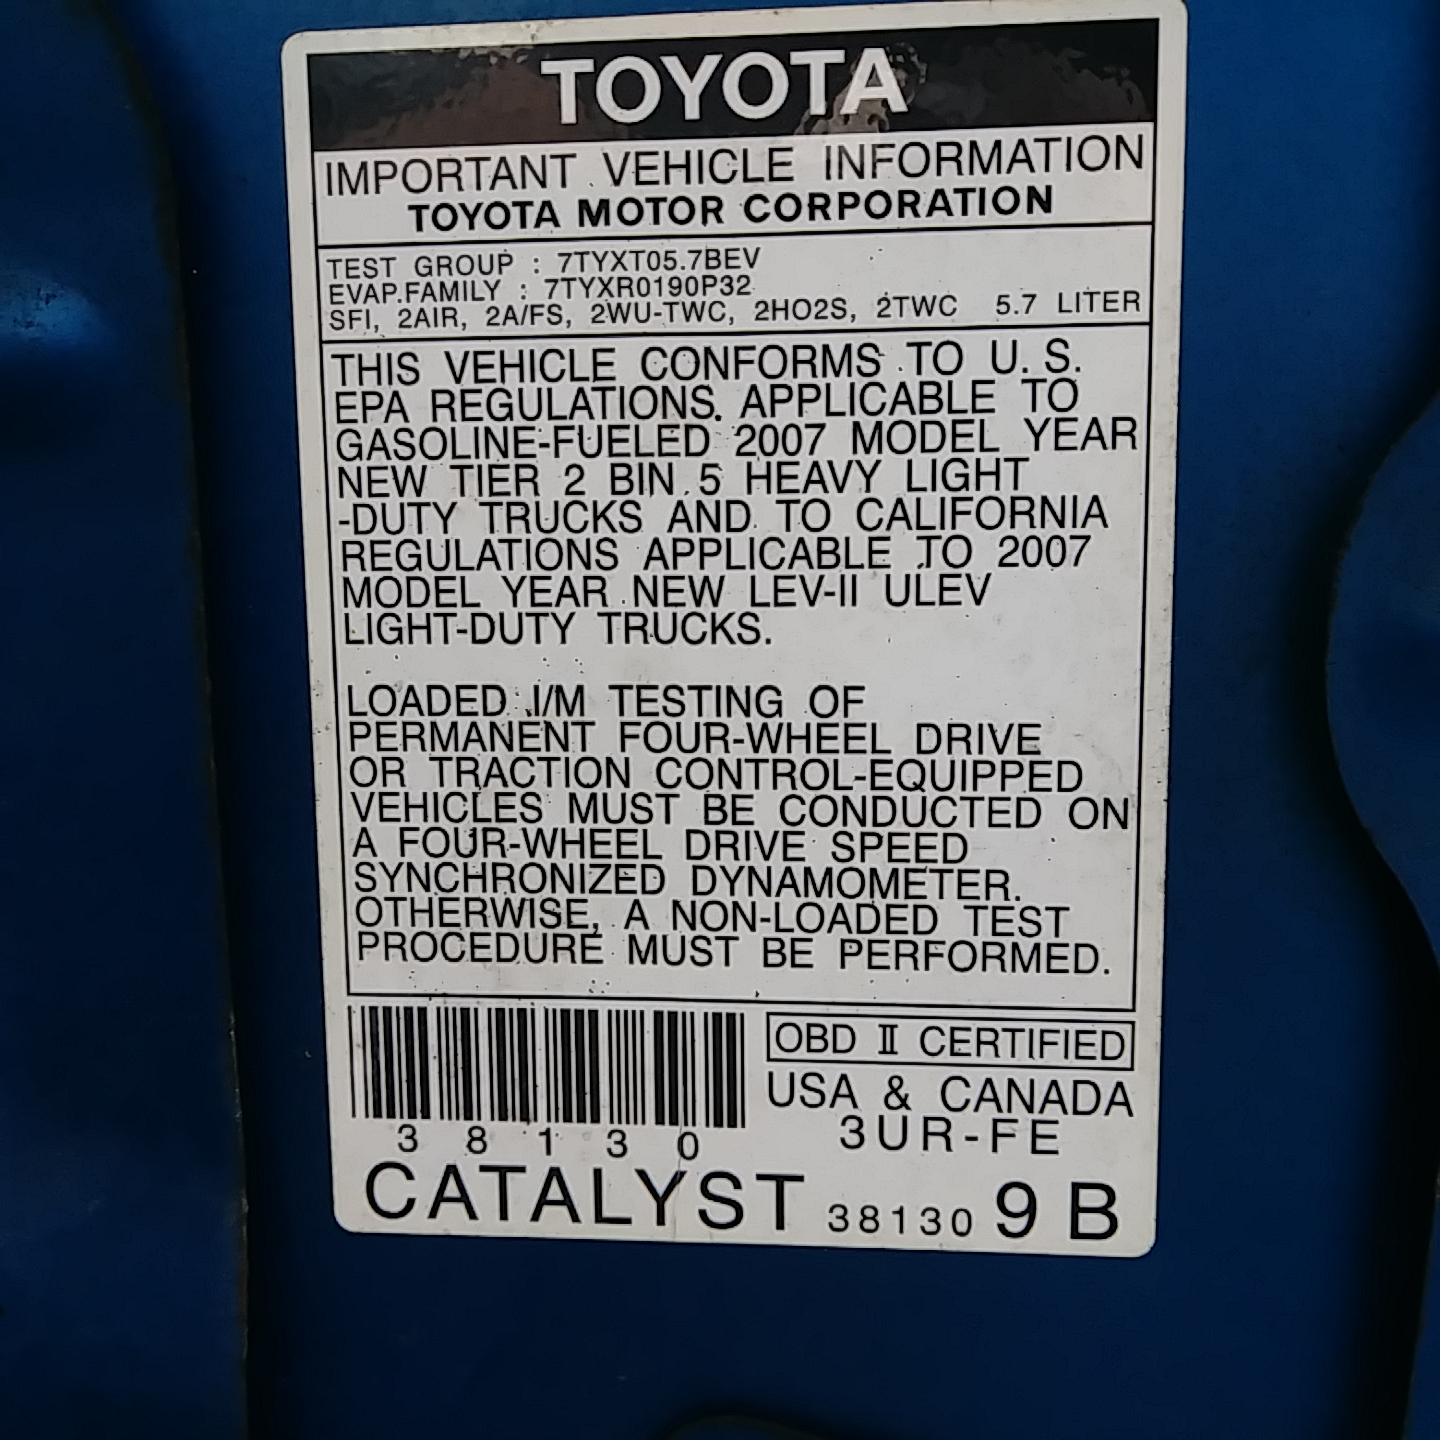 TOYOTA
IMPORTANT VEHICLE INFORMATION
TOYOTA MOTOR CORPORATION
TEST GROUP : 7TYXT05.7BEV
EVAP.FAMILY : 7TYXR0190P32
SFI, 2AIR, 2A/FS, 2WU-TWC, 2HO2S, 2TWC 5.7 LITER
THIS VEHICLE CONFORMS TO U.S.
EPA REGULATIONS. APPLICABLE TO
GASOLINE-FUELED 2007 MODEL YEAR
NEW TIER 2 BIN 5 HEAVY LIGHT
-DUTY TRUCKS AND TO CALIFORNIA
REGULATIONS APPLICABLE TO 2007
MODEL YEAR NEW LEV-II ULEV
LIGHT-DUTY TRUCKS.
LOADED I/M TESTING OF
PERMANENT FOUR-WHEEL DRIVE
OR TRACTION CONTROL-EQUIPPED
VEHICLES MUST BE CONDUCTED ON
A FOUR-WHEEL DRIVE SPEED
SYNCHRONIZED DYNAMOMETER.
OTHERWISE, A NON-LOADED TEST
PROCEDURE MUST BE PERFORMED.
38130
OBD II CERTIFIED
USA & CANADA
3UR-FE
CATALYST 38130 9B